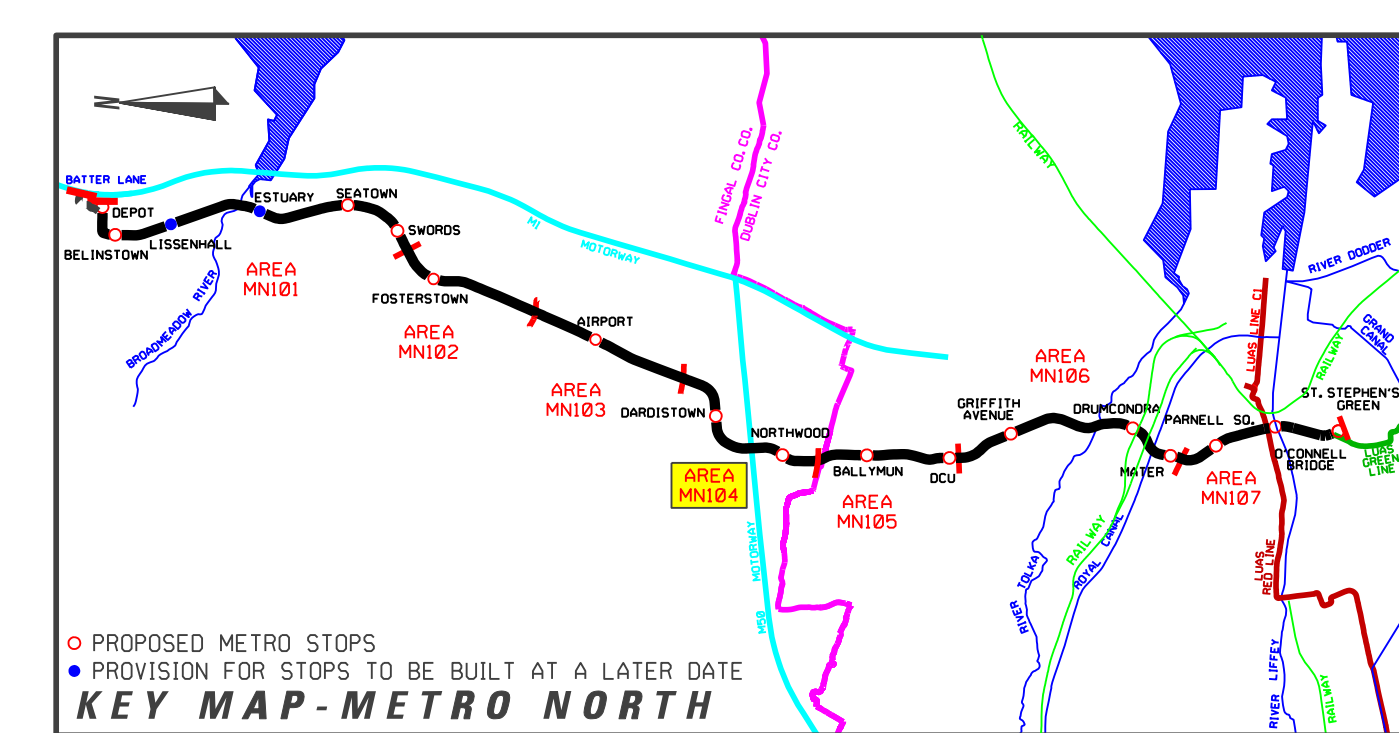 N
BATTER LANE
DEPOT
BELINSTOWN
LISSENHALL
ESTUARY
SEATOWN
SWORDS
FOSTERSTOWN
AREA
MN101
BROADMEADOW RIVER
AREA
MN102
AIRPORT
AREA
MN103
M1
MOTORWAY
FINGAL CO.CO.
DUBLIN CITY CO.
DARDISTOWN
NORTHWOOD
AREA
MN104
MOTORWAY
M50
BALLYMUN
AREA
MN105
DCU
GRIFFITH
AVENUE
AREA
MN106
RAILWAY
DRUMCONDRA
MATER
PARNELL SQ.
AREA
MN107
O'CONNELL
BRIDGE
ST. STEPHEN'S
GREEN
LUAS
GREEN
LINE
LUAS LINE C1
RIVER DODDER
GRAND
CANAL
RAILWAY
RIVER TOLKA
RAILWAY
ROYAL CANAL
LUAS
RED LINE
RIVER LIFFEY
RAILWAY
PROPOSED METRO STOPS
PROVISION FOR STOPS TO BE BUILT AT A LATER DATE
KEY MAP-METRO NORTH